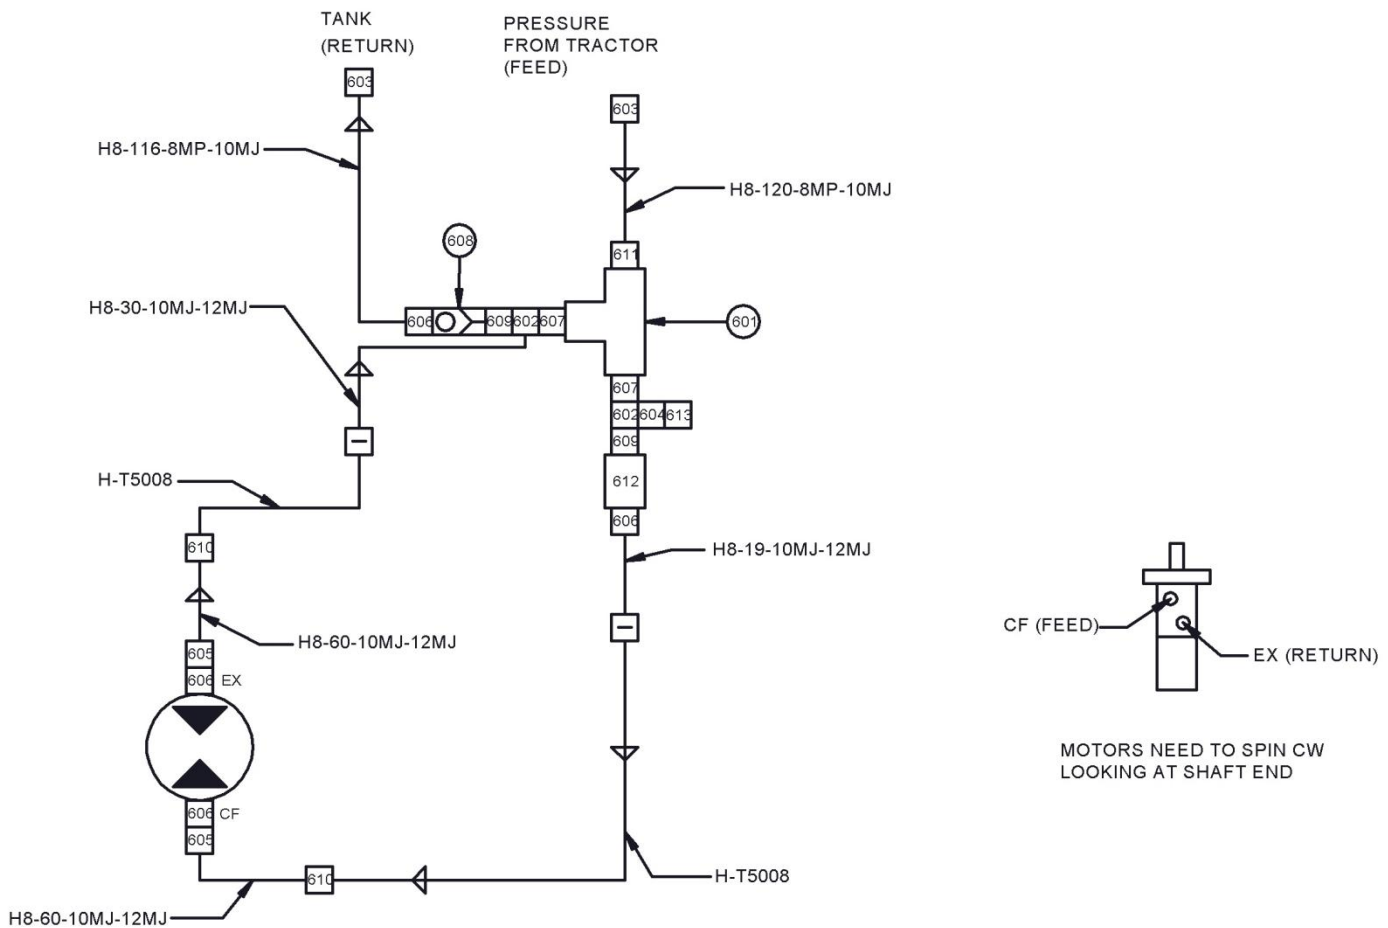 TANK
(RETURN)
PRESSURE
FROM TRACTOR
(FEED)
603
603
H8-116-8MP-10MJ
H8-120-8MP-10MJ
608
611
H8-30-10MJ-12MJ
606
609
602
607
601
607
602
604
613
609
H-T5008
612
606
610
H8-19-10MJ-12MJ
CF (FEED)
H8-60-10MJ-12MJ
605
606
EX
EX (RETURN)
MOTORS NEED TO SPIN CW
LOOKING AT SHAFT END
606
CF
605
610
H-T5008
H8-60-10MJ-12MJ